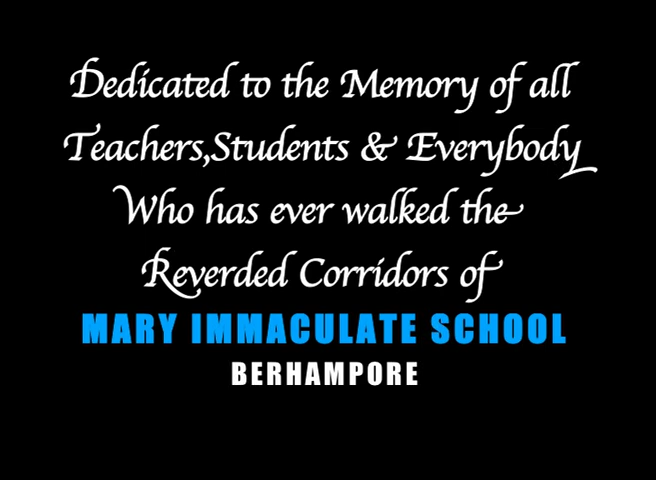 Dedicated to the Memory of all
Teachers,Students & Everybody
Who has ever walked the
Reverded Corridors of
MARY IMMACULATE SCHOOL
BERHAMPORE